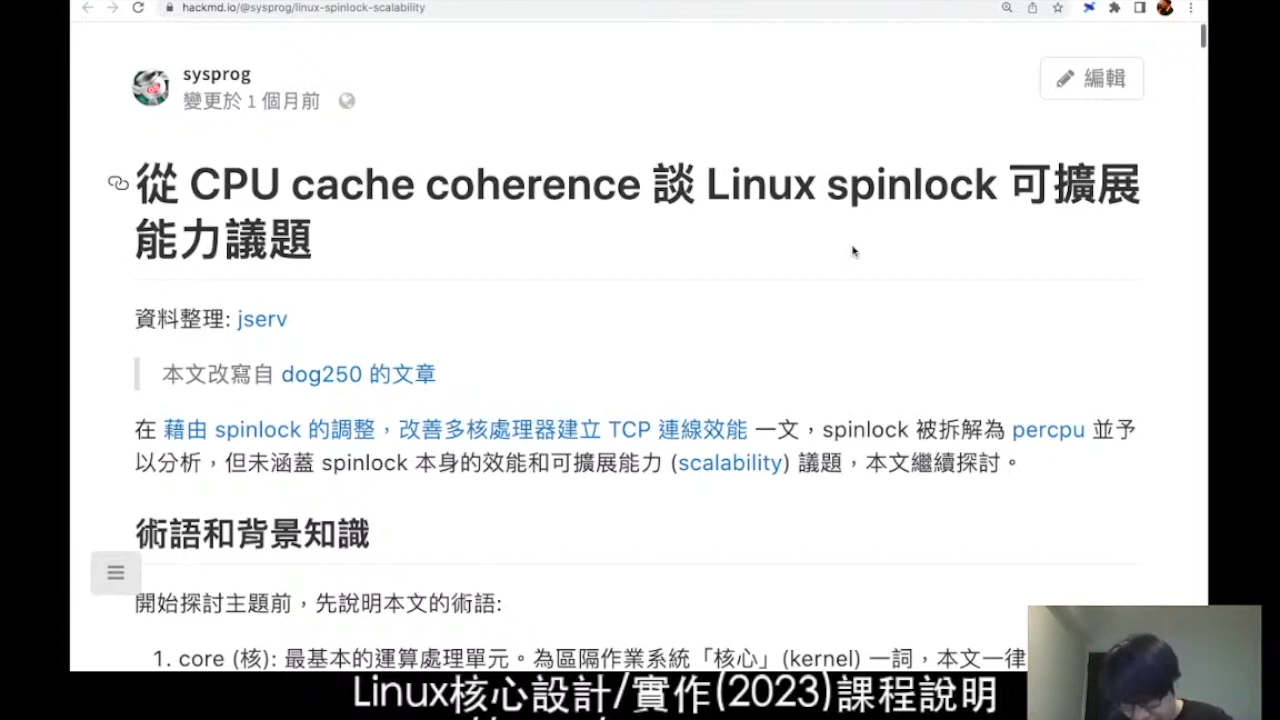 hackmd.io/@sysprog/linux-spinlock-scalability
sysprog
變更於 1 個月前
編輯
從 CPU cache coherence 談 Linux spinlock 可擴展
能力議題
資料整理: jserv
本文改寫自 dog250 的文章
在 藉由 spinlock 的調整，改善多核處理器建立 TCP 連線效能 一文，spinlock 被拆解為 percpu 並予
以分析，但未涵蓋 spinlock 本身的效能和可擴展能力 (scalability) 議題，本文繼續探討。
術語和背景知識
開始探討主題前，先說明本文的術語:
1. core (核): 最基本的運算處理單元。為區隔作業系統「核心」(kernel) 一詞，本文一律
Linux核心設計/實作(2023)課程說明